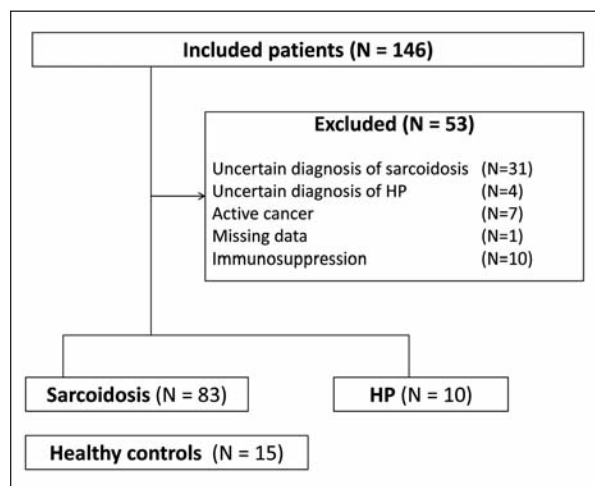 Included patients (N = 146)
Excluded (N = 53)
Uncertain diagnosis of sarcoidosis (N=31)
Uncertain diagnosis of HP (N=4)
Active cancer (N=7)
Missing data (N=1)
Immunosuppression (N=10)
Sarcoidosis (N = 83)
HP (N = 10)
Healthy controls (N = 15)